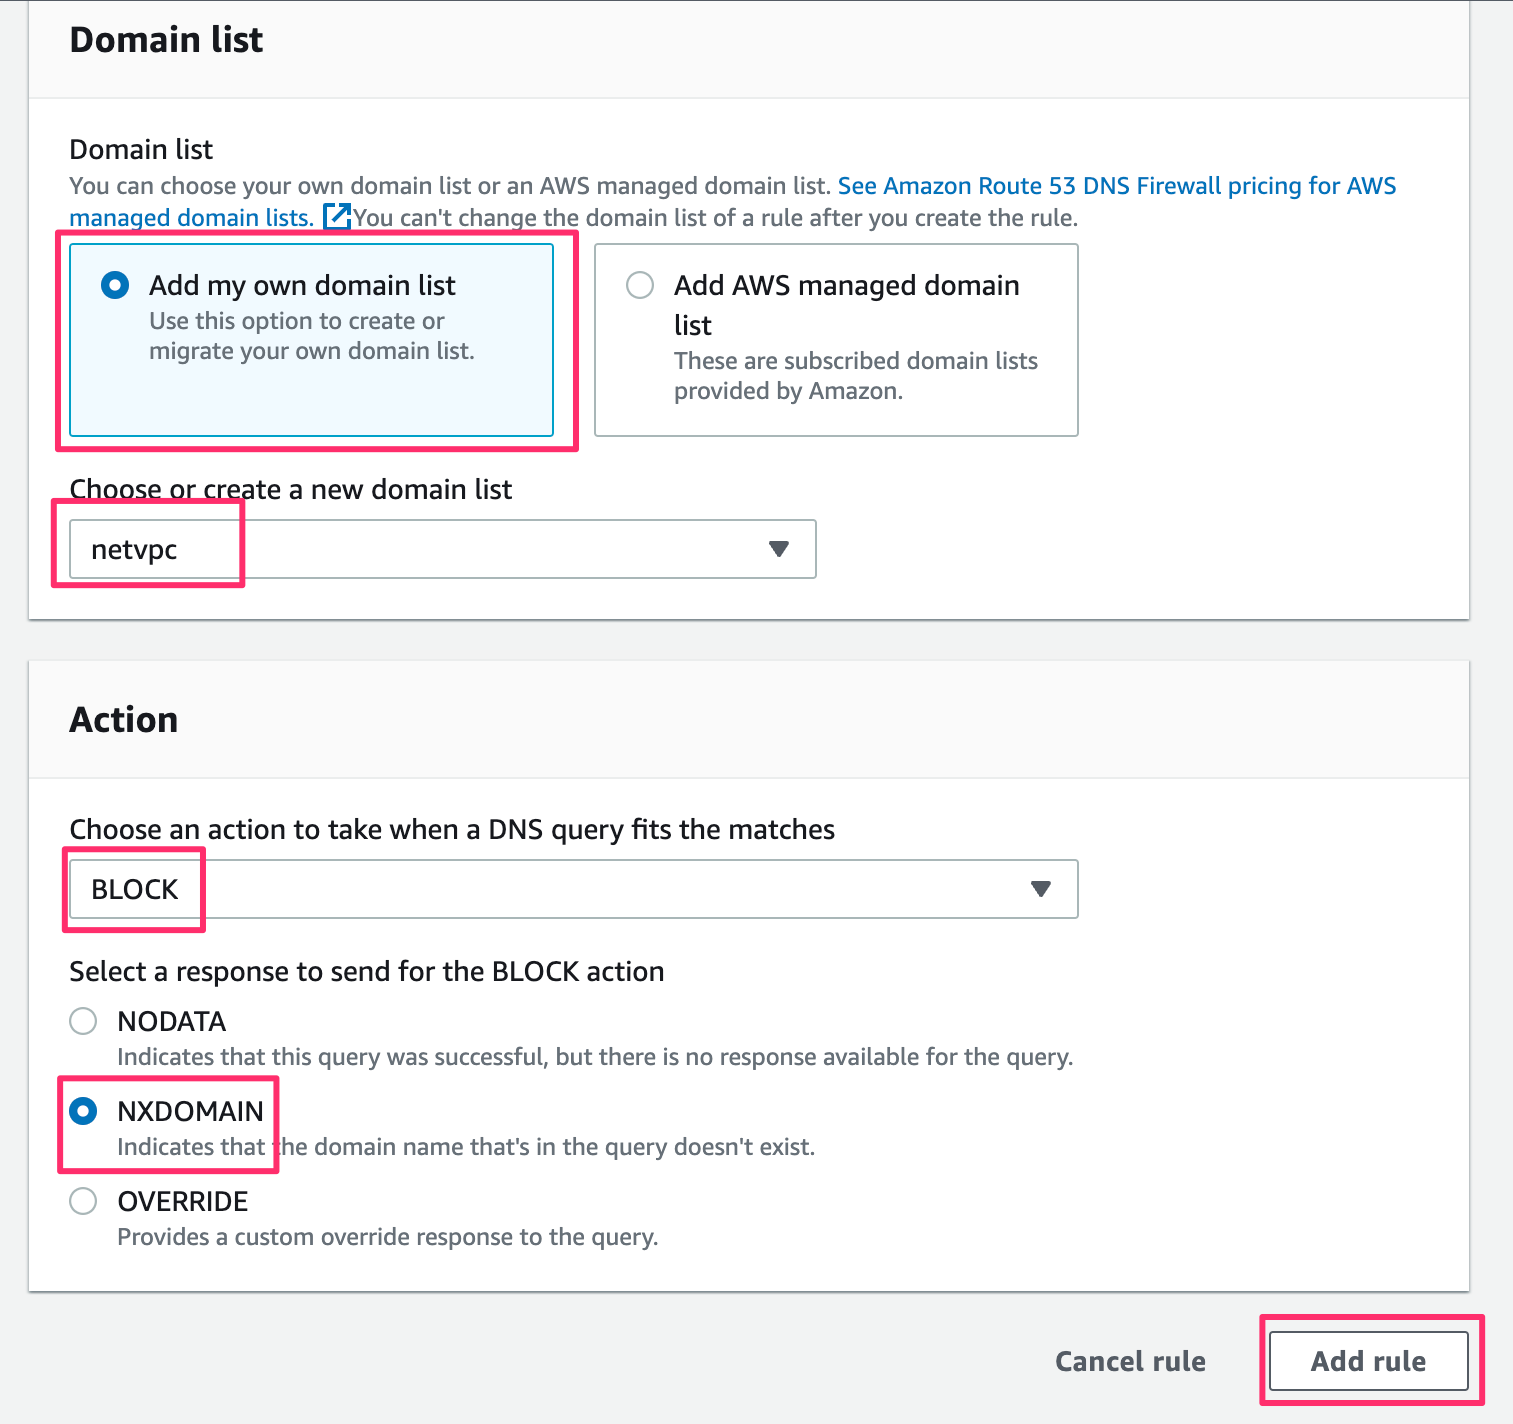 Domain list
Domain list
You can choose your own domain list or an AWS managed domain list. See Amazon Route 53 DNS Firewall pricing for AWS
managed domain lists. You can't change the domain list of a rule after you create the rule.
Add my own domain list
Use this option to create or
migrate your own domain list.
Add AWS managed domain
list
These are subscribed domain lists
provided by Amazon.
Choose or create a new domain list
netvpc
Action
Choose an action to take when a DNS query fits the matches
BLOCK
Select a response to send for the BLOCK action
NODATA
Indicates that this query was successful, but there is no response available for the query.
NXDOMAIN
Indicates that the domain name that's in the query doesn't exist.
OVERRIDE
Provides a custom override response to the query.
Cancel rule
Add rule